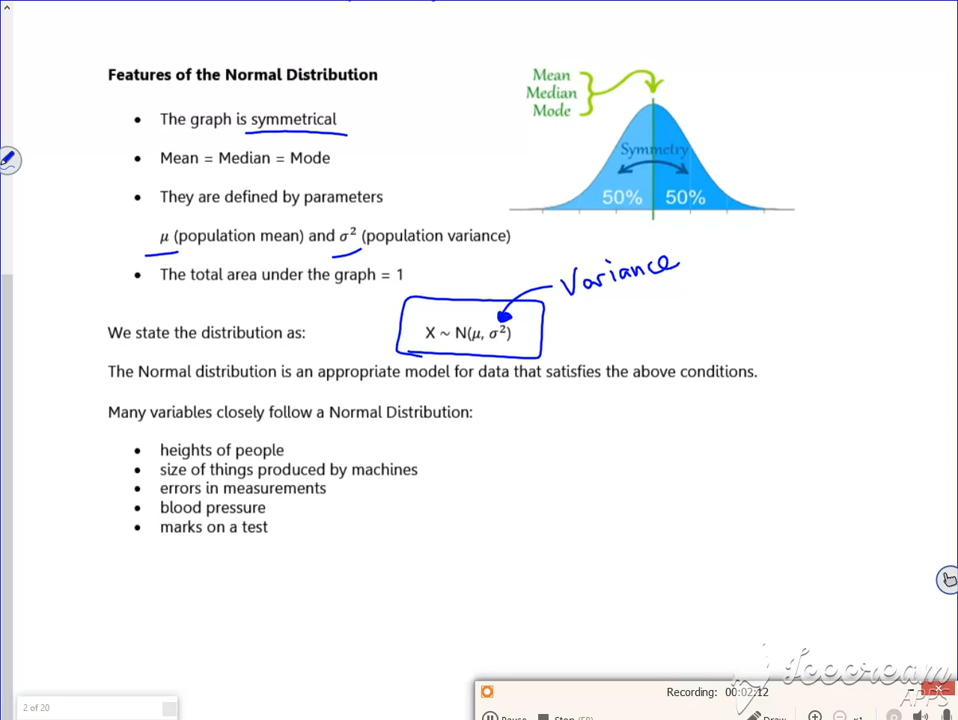 Features of the Normal Distribution
Mean
Median
Mode
• The graph is symmetrical
• Mean = Median = Mode
• They are defined by parameters
μ (population mean) and σ² (population variance)
• The total area under the graph = 1
Symmetry
50% 50%
Variance
We state the distribution as: X ~ N(μ, σ²)
The Normal distribution is an appropriate model for data that satisfies the above conditions.
Many variables closely follow a Normal Distribution:
• heights of people
• size of things produced by machines
• errors in measurements
• blood pressure
• marks on a test
Icecream
APPS
2 of 20
Recording: 00:02:12
Pause Stop (F8) Draw x1